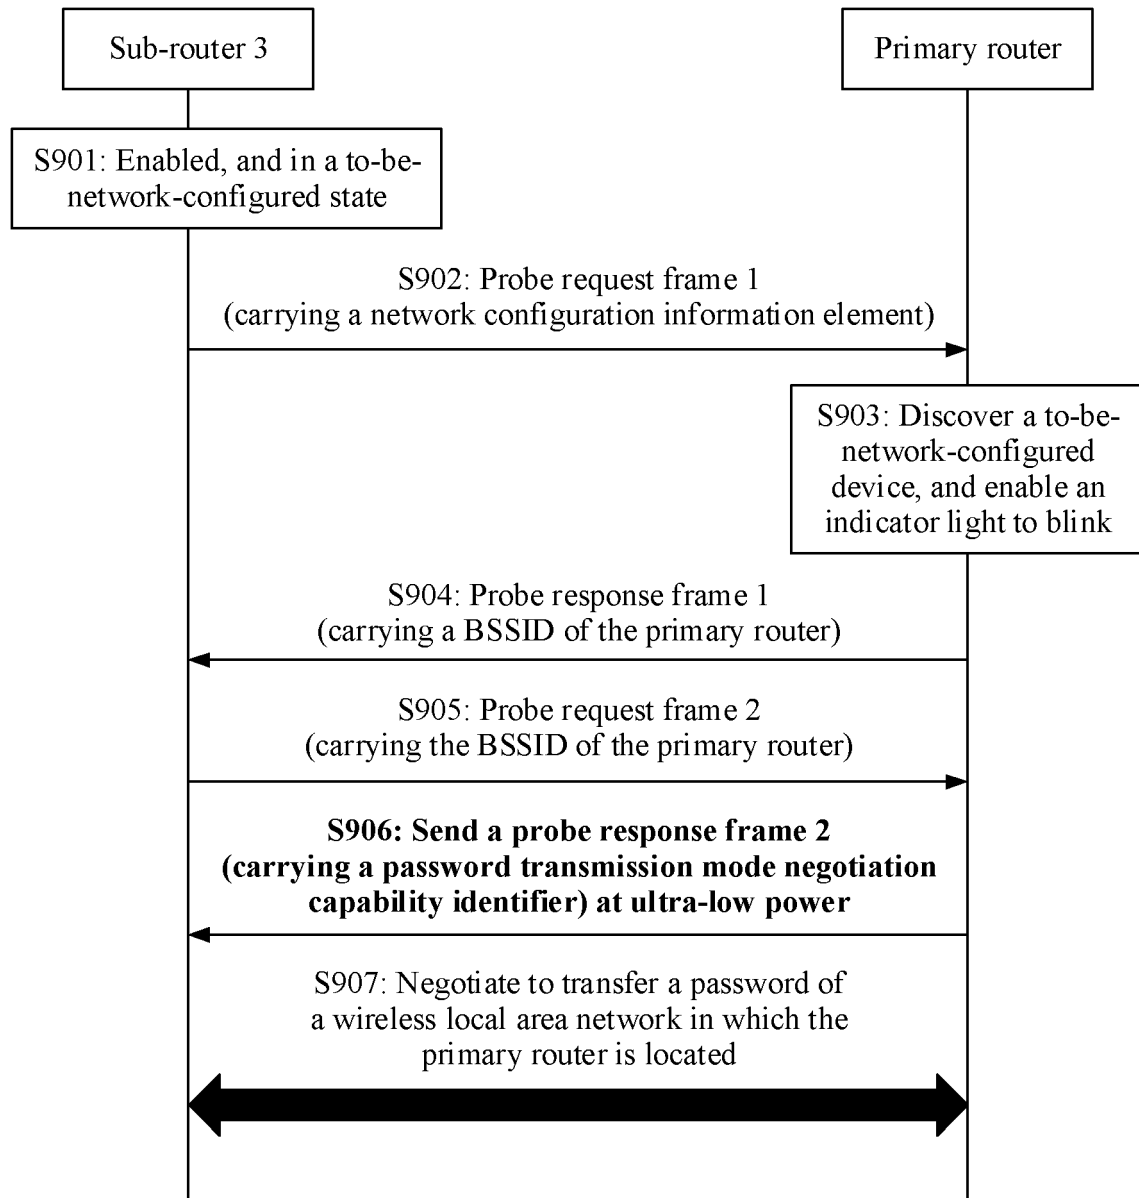 Sub-router 3
Primary router
S901: Enabled, and in a to-be-
network-configured state
S902: Probe request frame 1
(carrying a network configuration information element)
S903: Discover a to-be-
network-configured
device, and enable an
indicator light to blink
S904: Probe response frame 1
(carrying a BSSID of the primary router)
S905: Probe request frame 2
(carrying the BSSID of the primary router)
S906: Send a probe response frame 2
(carrying a password transmission mode negotiation
capability identifier) at ultra-low power
S907: Negotiate to transfer a password of
a wireless local area network in which the
primary router is located